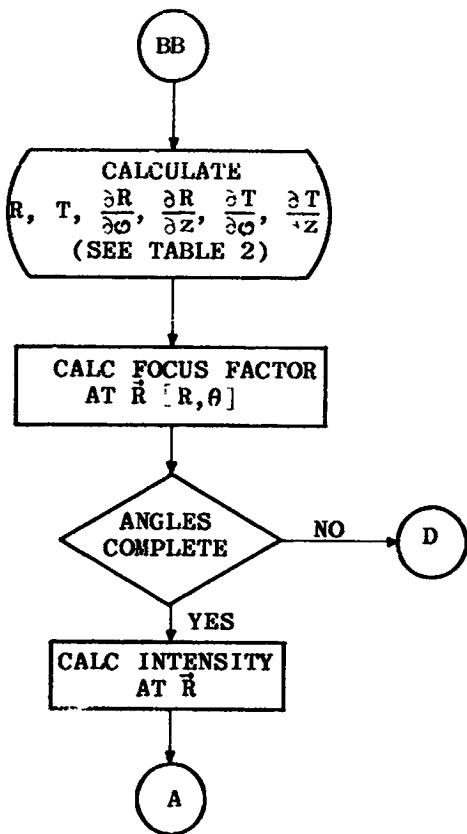 BB
CALCULATE
R, T, ∂R/∂φ, ∂R/∂Z, ∂T/∂φ, ∂T/∂Z
(SEE TABLE 2)
CALC FOCUS FACTOR
AT R⃗ [R,θ]
ANGLES
COMPLETE
NO
D
YES
CALC INTENSITY
AT R⃗
A